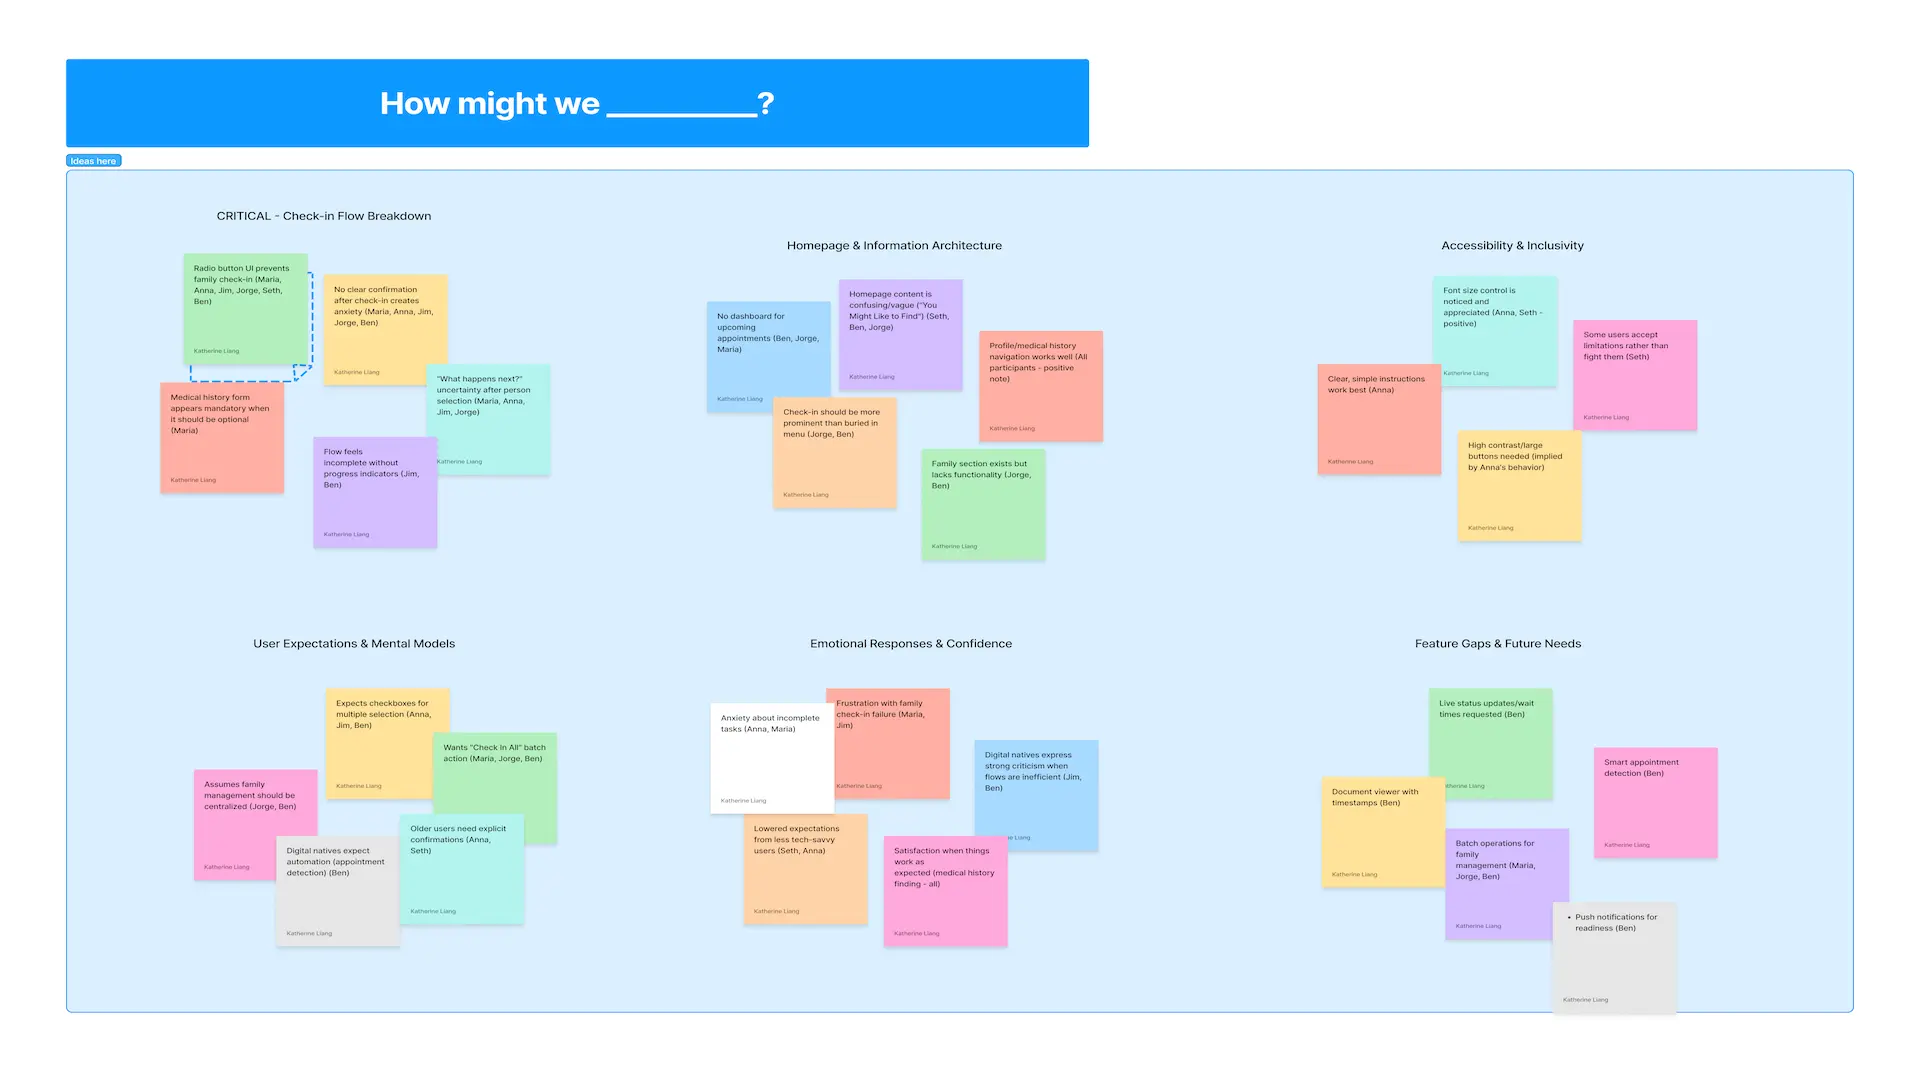 How might we __________?
Ideas here
CRITICAL - Check-in Flow Breakdown
Radio button UI prevents
family check-in (Maria,
Anna, Jim, Jorge, Seth,
Ben)
Katherine Liang
No clear confirmation
after check-in creates
anxiety (Maria, Anna, Jim,
Jorge, Ben)
Katherine Liang
"What happens next?"
uncertainty after person
selection (Maria, Anna,
Jim, Jorge)
Katherine Liang
Medical history form
appears mandatory when
it should be optional
(Maria)
Katherine Liang
Flow feels
incomplete without
progress indicators (Jim,
Ben)
Katherine Liang
Homepage & Information Architecture
No dashboard for
upcoming
appointments (Ben, Jorge,
Maria)
Katherine Liang
Homepage content is
confusing/vague ("You
Might Like to Find") (Seth,
Ben, Jorge)
Katherine Liang
Profile/medical history
navigation works well (All
participants - positive
note)
Katherine Liang
Check-in should be more
prominent than buried in
menu (Jorge, Ben)
Katherine Liang
Family section exists but
lacks functionality (Jorge,
Ben)
Katherine Liang
Accessibility & Inclusivity
Font size control is
noticed and
appreciated (Anna, Seth -
positive)
Katherine Liang
Some users accept
limitations rather than
fight them (Seth)
Katherine Liang
Clear, simple instructions
work best (Anna)
Katherine Liang
High contrast/large
buttons needed (implied
by Anna's behavior)
Katherine Liang
User Expectations & Mental Models
Expects checkboxes for
multiple selection (Anna,
Jim, Ben)
Katherine Liang
Wants "Check In All" batch
action (Maria, Jorge, Ben)
Assumes family
management should be
centralized (Jorge, Ben)
Katherine Liang
Older users need explicit
confirmations (Anna,
Seth)
Katherine Liang
Digital natives expect
automation (appointment
detection) (Ben)
Katherine Liang
Emotional Responses & Confidence
Anxiety about incomplete
tasks (Anna, Maria)
Katherine Liang
Frustration with family
check-in failure (Maria,
Jim)
Katherine Liang
Digital natives express
strong criticism when
flows are inefficient (Jim,
Ben)
Liang
Lowered expectations
from less tech-savvy
users (Seth, Anna)
Katherine Liang
Satisfaction when things
work as
expected (medical history
finding - all)
Katherine Liang
Feature Gaps & Future Needs
Live status updates/wait
times requested (Ben)
Liang
Smart appointment
detection (Ben)
Katherine Liang
Document viewer with
timestamps (Ben)
Katherine Liang
Batch operations for
family
management (Maria,
Jorge, Ben)
Katherine Liang
• Push notifications for
readiness (Ben)
Katherine Liang